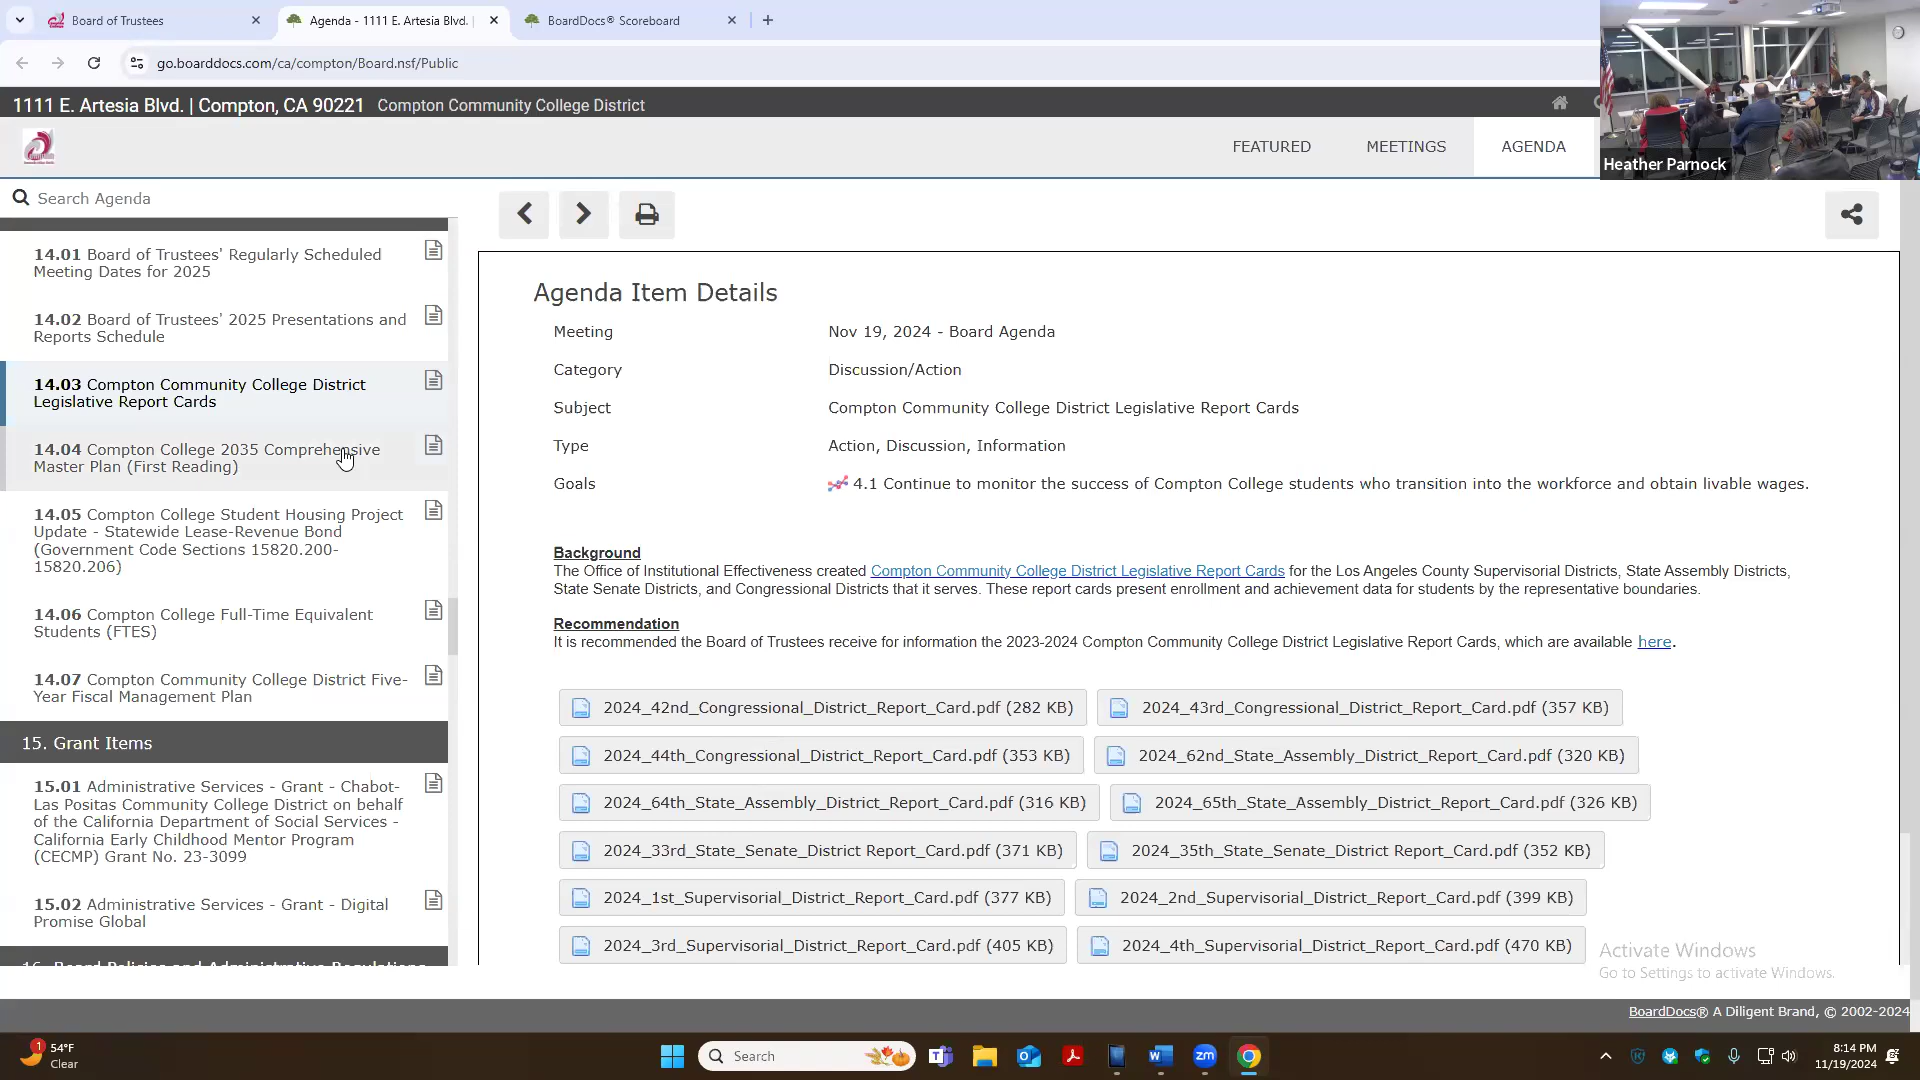 Board of Trustees
Agenda - 1111 E. Artesia Blvd. |
BoardDocs® Scoreboard
go.boarddocs.com/ca/compton/Board.nsf/Public
1111 E. Artesia Blvd. | Compton, CA 90221 Compton Community College District
FEATURED MEETINGS AGENDA
Heather Parnock
Search Agenda
14.01 Board of Trustees' Regularly Scheduled
Meeting Dates for 2025
14.02 Board of Trustees' 2025 Presentations and
Reports Schedule
14.03 Compton Community College District
Legislative Report Cards
14.04 Compton College 2035 Comprehensive
Master Plan (First Reading)
14.05 Compton College Student Housing Project
Update - Statewide Lease-Revenue Bond
(Government Code Sections 15820.200-
15820.206)
14.06 Compton College Full-Time Equivalent
Students (FTES)
14.07 Compton Community College District Five-
Year Fiscal Management Plan
15. Grant Items
15.01 Administrative Services - Grant - Chabot-
Las Positas Community College District on behalf
of the California Department of Social Services -
California Early Childhood Mentor Program
(CECMP) Grant No. 23-3099
15.02 Administrative Services - Grant - Digital
Promise Global
16. Board Policies and Administrative Regulations
Agenda Item Details
Meeting Nov 19, 2024 - Board Agenda
Category Discussion/Action
Subject Compton Community College District Legislative Report Cards
Type Action, Discussion, Information
Goals 4.1 Continue to monitor the success of Compton College students who transition into the workforce and obtain livable wages.
Background
The Office of Institutional Effectiveness created Compton Community College District Legislative Report Cards for the Los Angeles County Supervisorial Districts, State Assembly Districts,
State Senate Districts, and Congressional Districts that it serves. These report cards present enrollment and achievement data for students by the representative boundaries.
Recommendation
It is recommended the Board of Trustees receive for information the 2023-2024 Compton Community College District Legislative Report Cards, which are available here.
2024_42nd_Congressional_District_Report_Card.pdf (282 KB) 2024_43rd_Congressional_District_Report_Card.pdf (357 KB)
2024_44th_Congressional_District_Report_Card.pdf (353 KB) 2024_62nd_State_Assembly_District_Report_Card.pdf (320 KB)
2024_64th_State_Assembly_District_Report_Card.pdf (316 KB) 2024_65th_State_Assembly_District_Report_Card.pdf (326 KB)
2024_33rd_State_Senate_District Report_Card.pdf (371 KB) 2024_35th_State_Senate_District Report_Card.pdf (352 KB)
2024_1st_Supervisorial_District_Report_Card.pdf (377 KB) 2024_2nd_Supervisorial_District_Report_Card.pdf (399 KB)
2024_3rd_Supervisorial_District_Report_Card.pdf (405 KB) 2024_4th_Supervisorial_District_Report_Card.pdf (470 KB)
Activate Windows
Go to Settings to activate Windows.
BoardDocs® A Diligent Brand, © 2002-2024
1
54°F
Clear
Search
zm
8:14 PM
11/19/2024